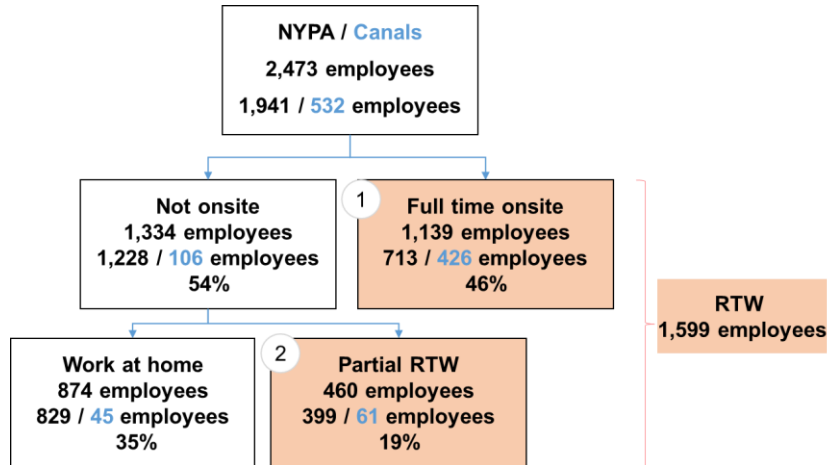 NYPA / Canals
2,473 employees
1,941 / 532 employees
Not onsite
1,334 employees
1,228 / 106 employees
54%
1
Full time onsite
1,139 employees
713 / 426 employees
46%
RTW
1,599 employees
Work at home
874 employees
829 / 45 employees
35%
2
Partial RTW
460 employees
399 / 61 employees
19%